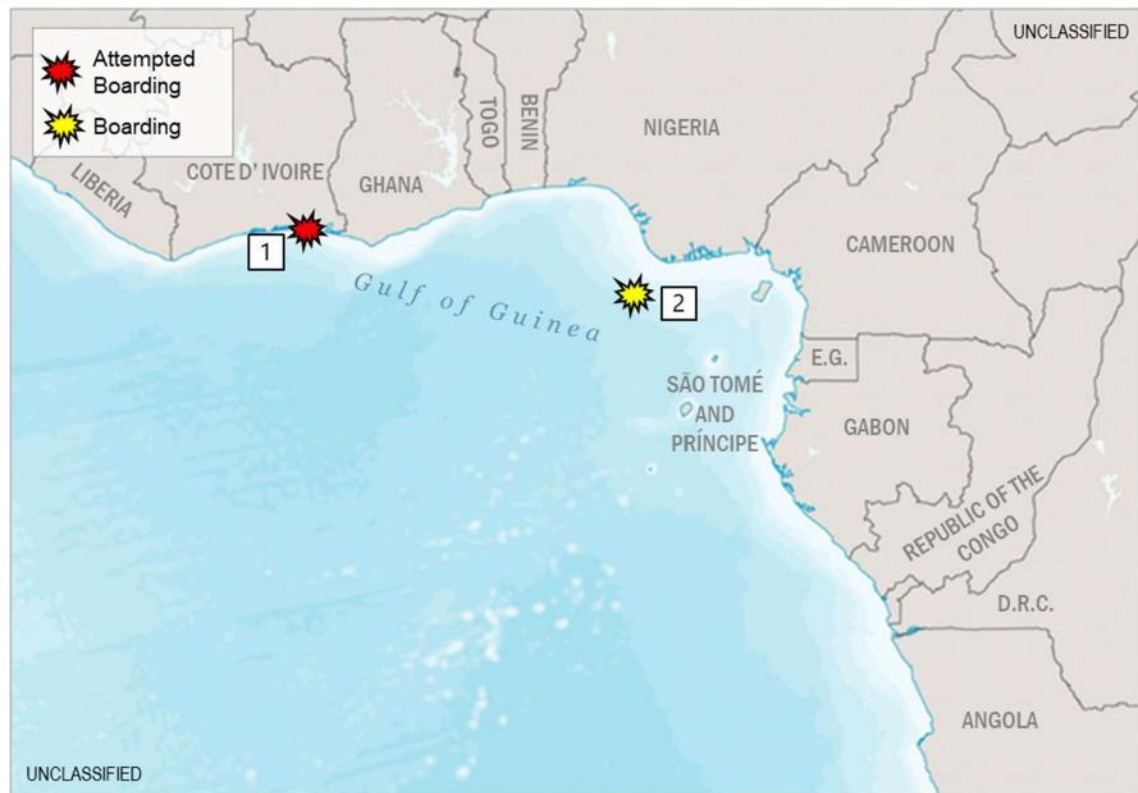 UNCLASSIFIED
Attempted
Boarding
Boarding
LIBERIA
COTE D' IVOIRE
GHANA
TOGO
BENIN
NIGERIA
CAMEROON
1
Gulf of Guinea
2
E.G.
SÃO TOMÉ
AND
PRÍNCIPE
GABON
REPUBLIC OF THE
CONGO
D.R.C.
ANGOLA
UNCLASSIFIED